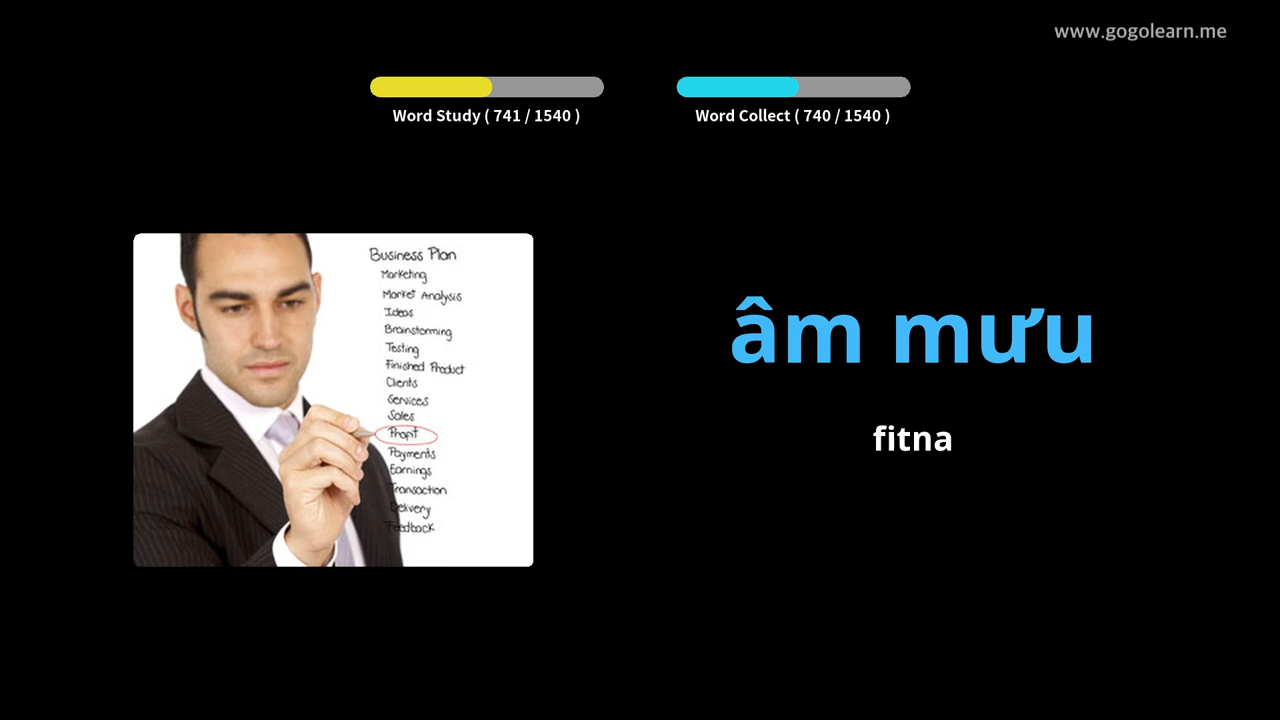 www.gogolearn.me
Word Study ( 741 / 1540 )
Word Collect ( 740 / 1540 )
Business Plan
Marketing
Market Analysis
Ideas
Brainstorming
Testing
Finished Product
Clients
Services
Sales
Profit
Payments
Earnings
Transaction
Delivery
Feedback
âm mưu
fitna